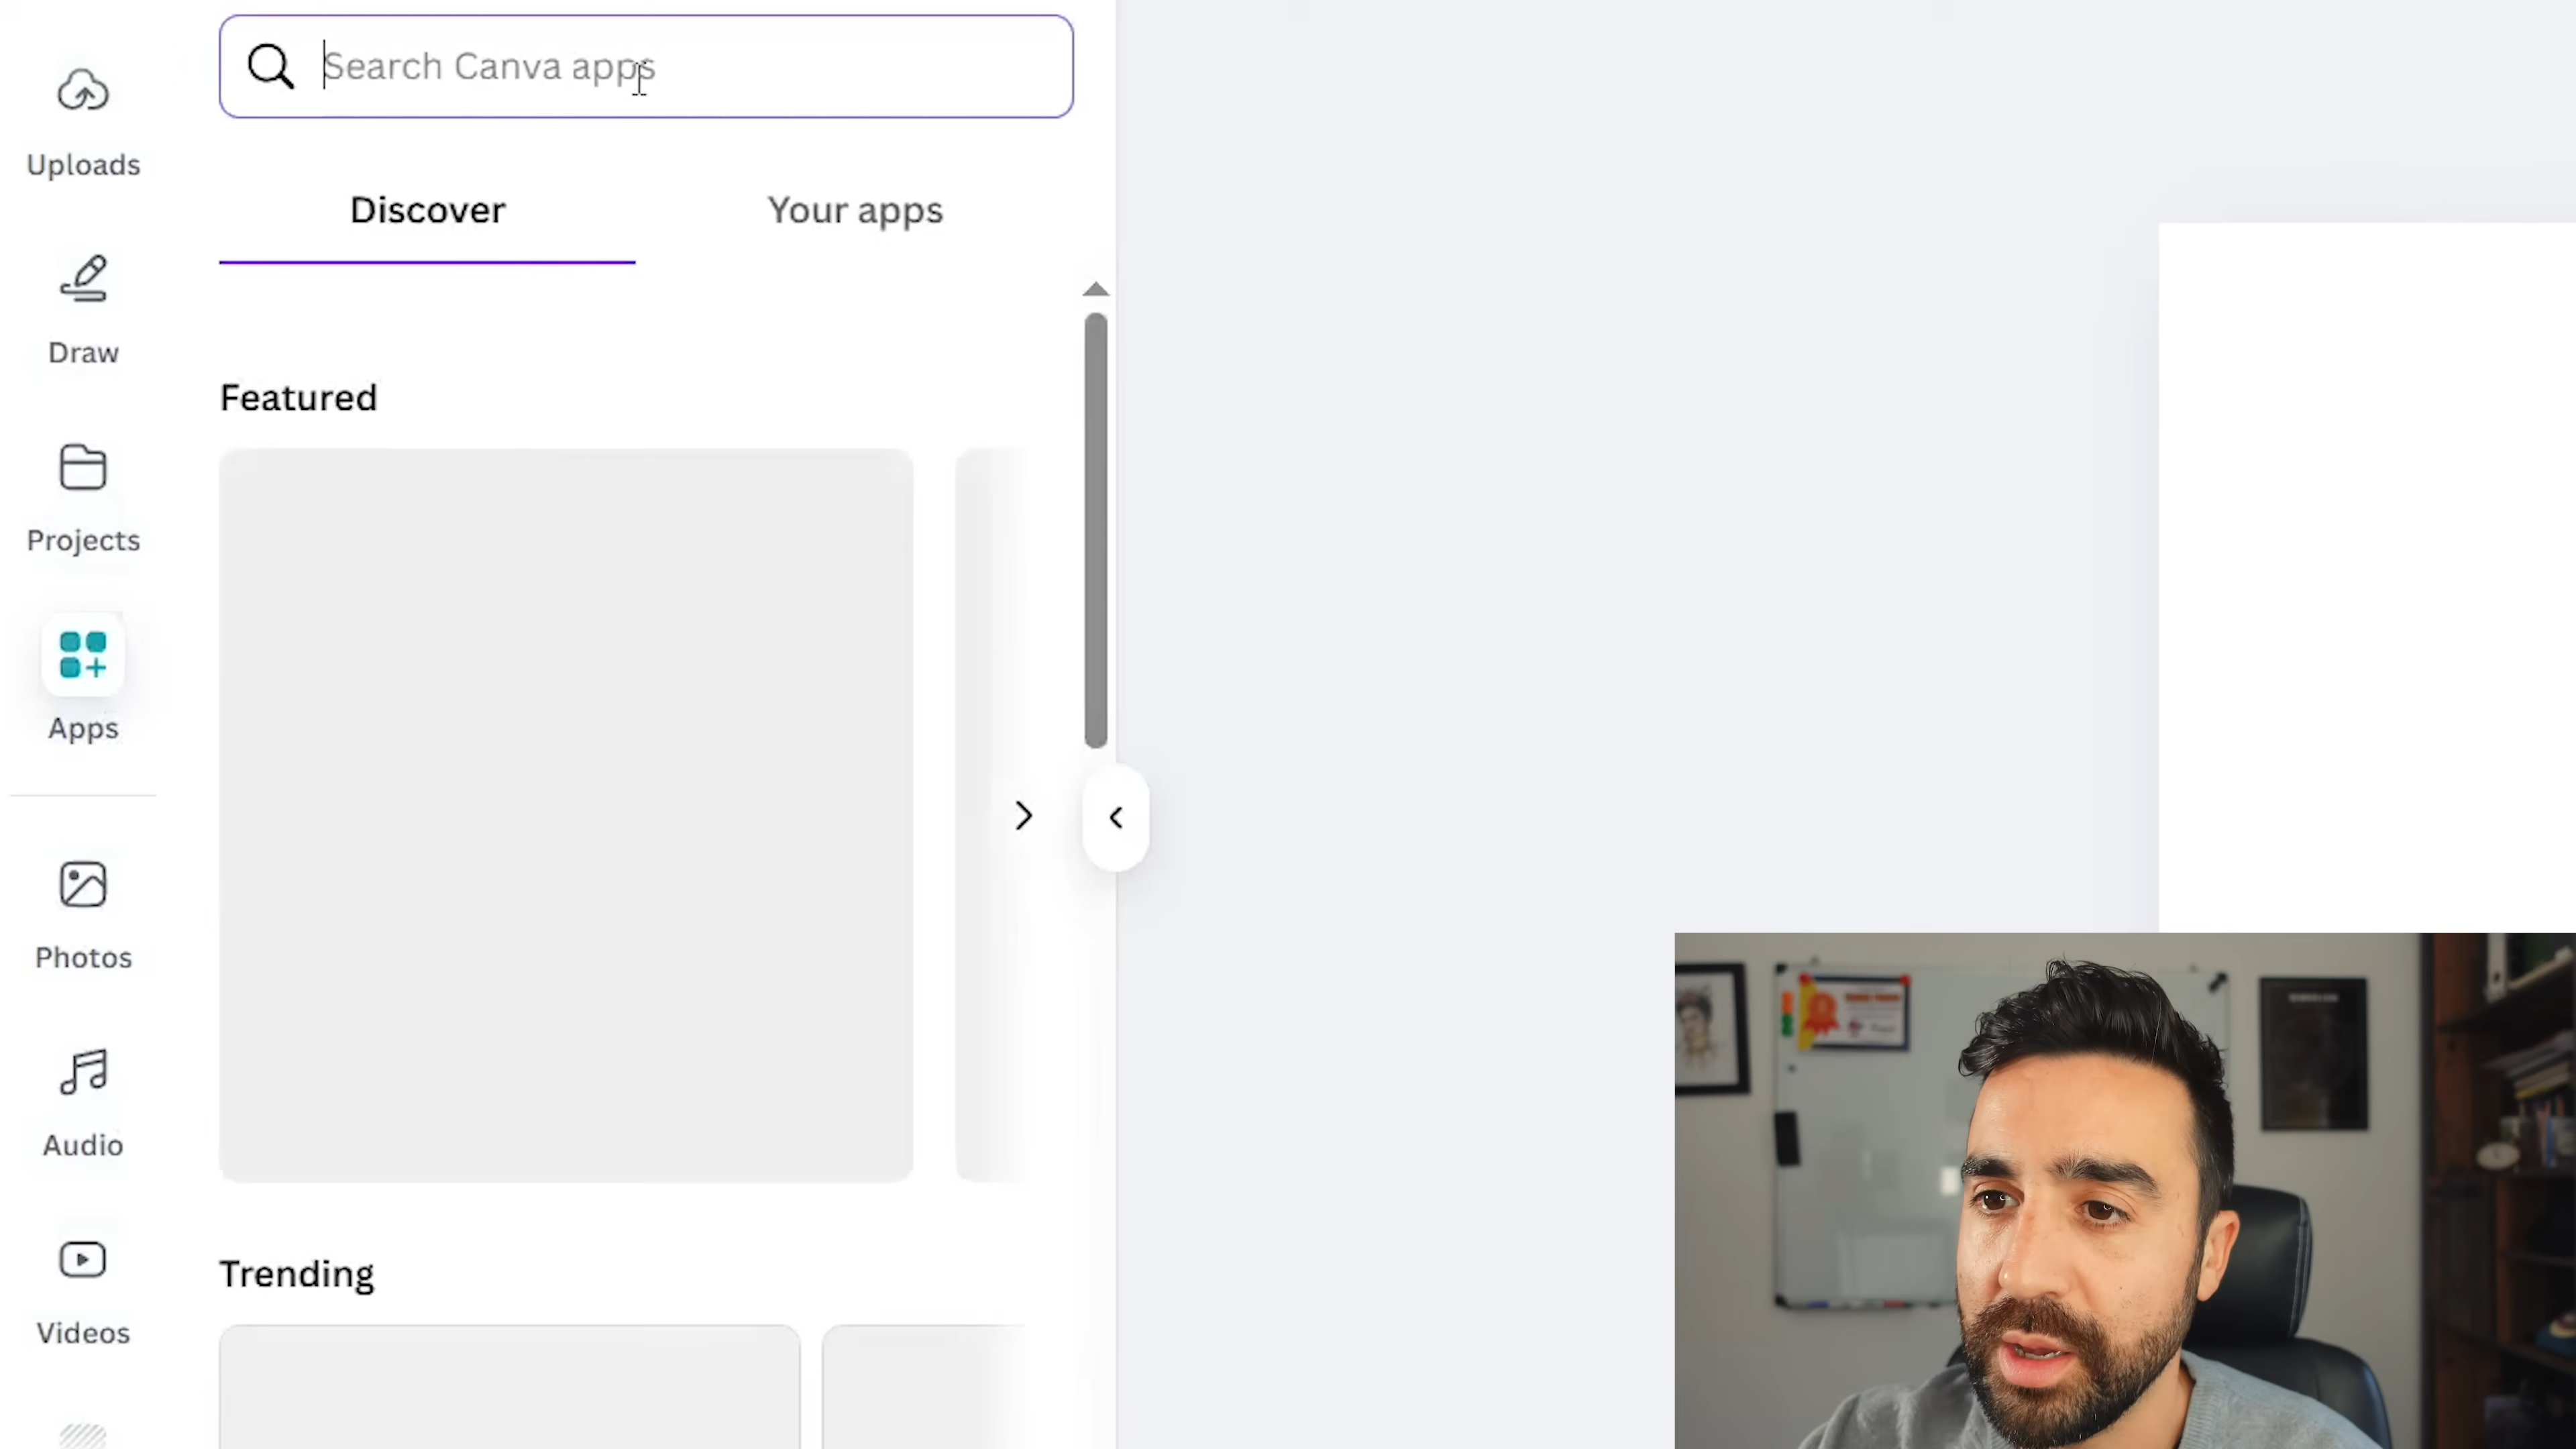 Search Canva apps
Uploads
Discover
Your apps
Draw
Featured
Projects
Apps
Photos
Audio
Trending
Videos